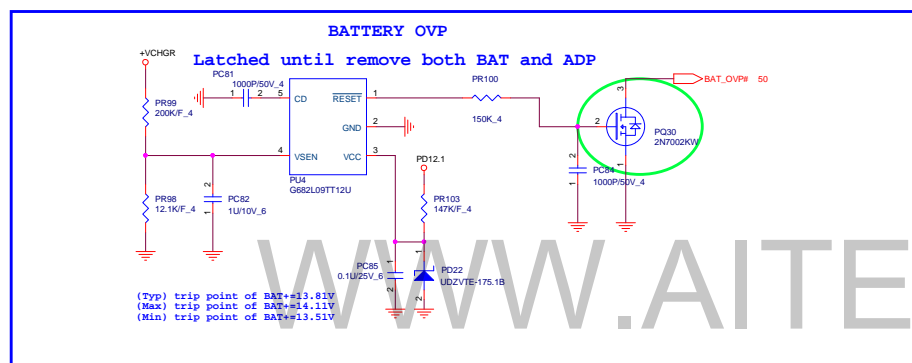 BATTERY OVP
Latched until remove both BAT and ADP
+VCHGR
PR99
200K/F_4
PR98
12.1K/F_4
PC81
1000P/50V_4
1
2
5
CD
RESET
1
GND
2
4
VSEN
VCC
3
PU4
G682L09TT12U
2
PC82
1
1U/10V_6
PR100
150K_4
PD12.1
PR103
147K/F_4
1
PC85
0.1U/25V_6
2
1
PD22
UDZVTE-175.1B
2
2
PC84
1000P/50V_4
1
3
2
1
PQ30
2N7002KW
BAT_OVP# 50
(Typ) trip point of BAT+=13.81V
(Max) trip point of BAT+=14.11V
(Min) trip point of BAT+=13.51V
WWW.AITE